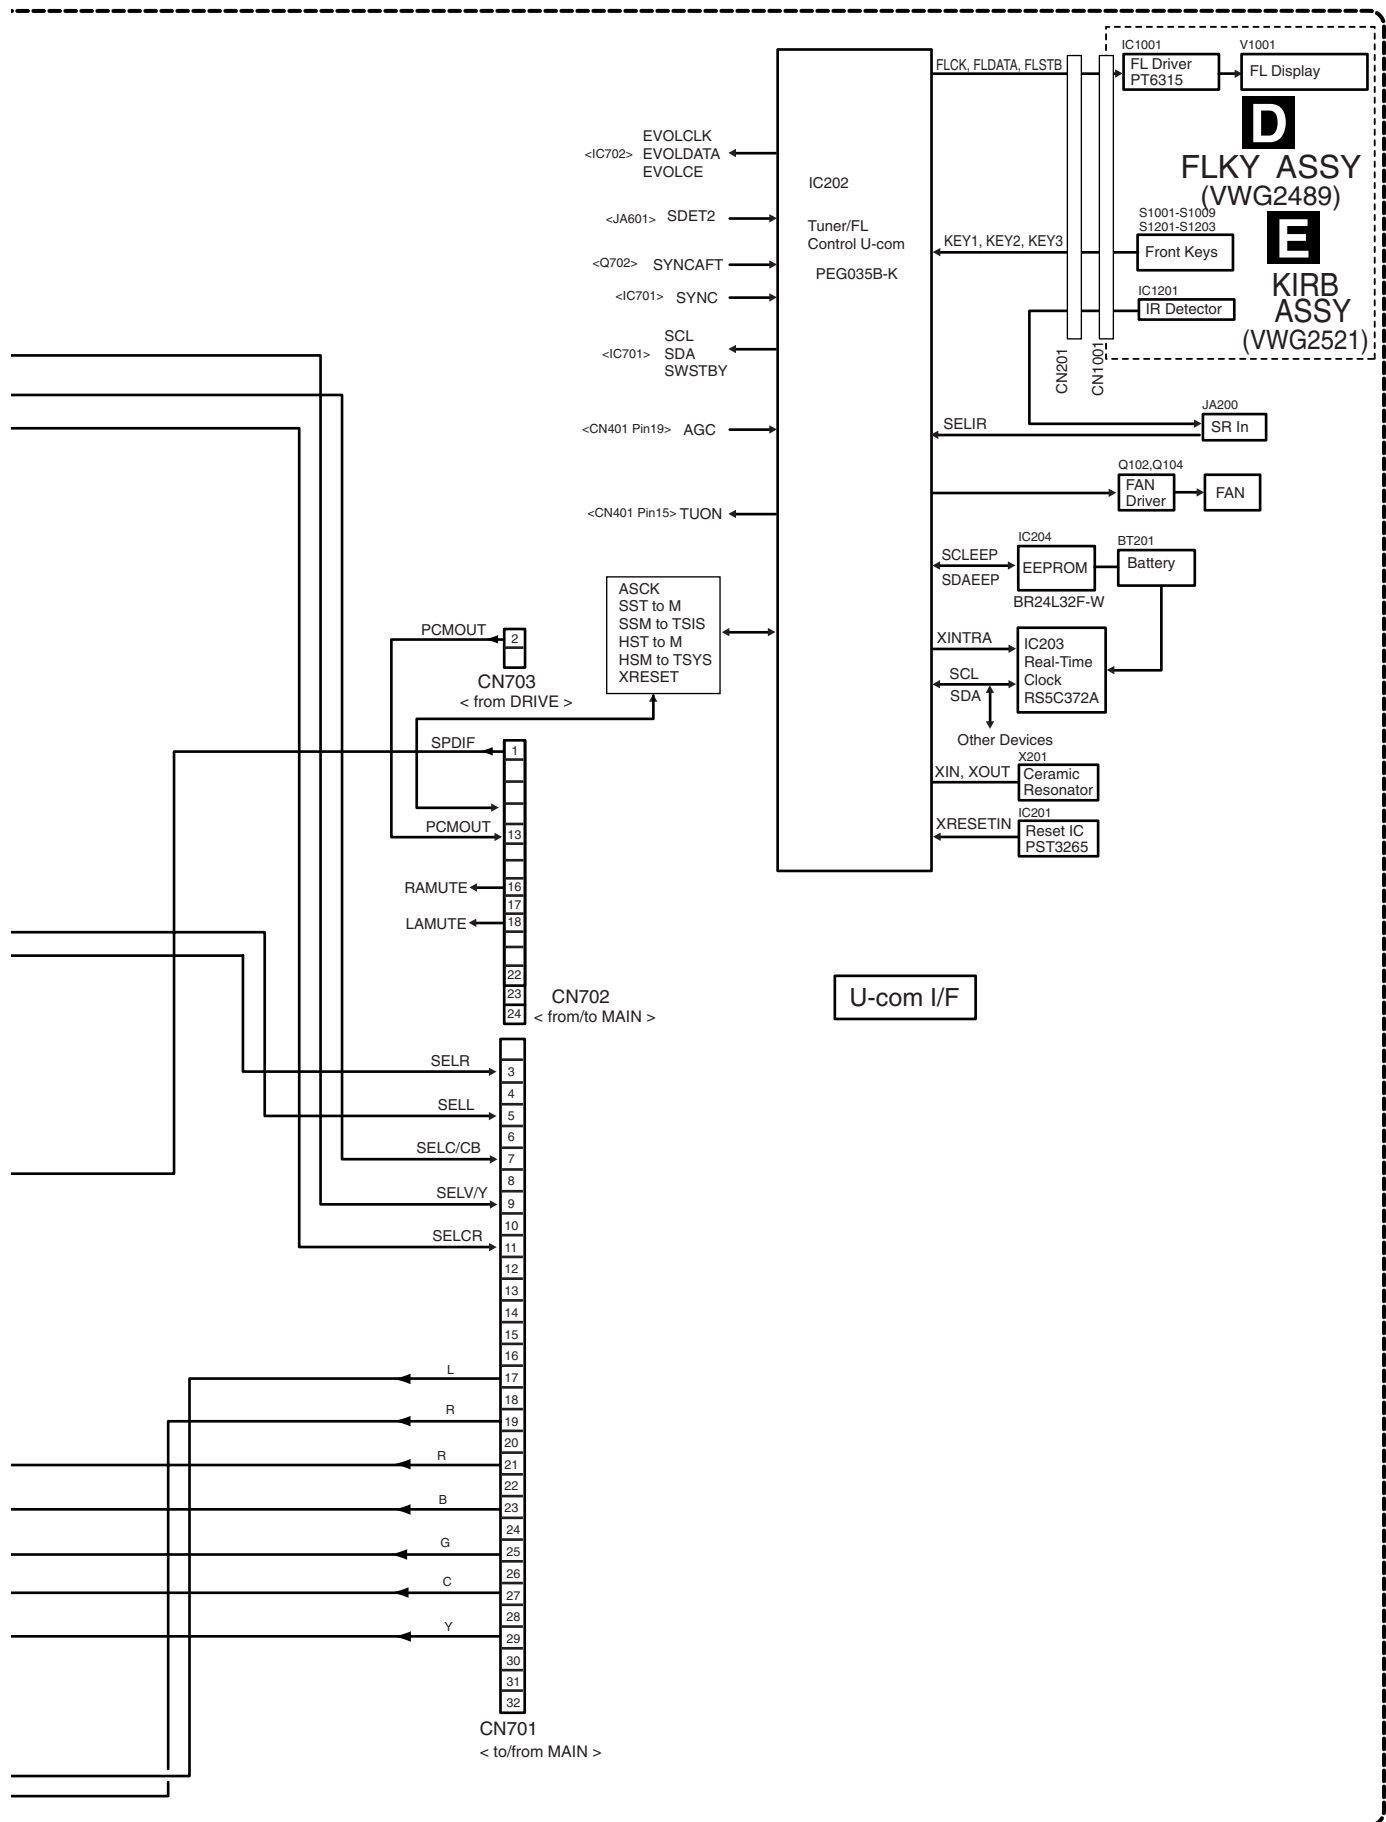 IC1001
V1001
FLCK, FLDATA, FLSTB
FL Driver
PT6315
FL Display
D
FLKY ASSY
(VWG2489)
EVOLCLK
<IC702> EVOLDATA
EVOLCE
IC202
Tuner/FL
Control U-com
PEG035B-K
<JA601> SDET2
<Q702> SYNCAFT
<IC701> SYNC
SCL
<IC701> SDA
SWSTBY
S1001-S1009
S1201-S1203
KEY1, KEY2, KEY3
Front Keys
E
KIRB
ASSY
(VWG2521)
IC1201
IR Detector
CN201
CN1001
<CN401 Pin19> AGC
JA200
SELIR
SR In
Q102,Q104
FAN
Driver
FAN
<CN401 Pin15> TUON
IC204
BT201
SCLEEP
EEPROM
Battery
SDAEEP
BR24L32F-W
ASCK
SST to M
SSM to TSIS
HST to M
HSM to TSYS
XRESET
XINTRA
IC203
Real-Time
Clock
RS5C372A
SCL
SDA
Other Devices
PCMOUT
2
CN703
< from DRIVE >
X201
XIN, XOUT
Ceramic
Resonator
IC201
XRESETIN
Reset IC
PST3265
SPDIF
1
PCMOUT
13
RAMUTE
16
17
LAMUTE
18
22
23
24
CN702
< from/to MAIN >
U-com I/F
SELR
3
4
SELL
5
6
SELC/CB
7
8
SELV/Y
9
10
SELCR
11
12
13
14
15
16
L
17
18
R
19
20
R
21
22
B
23
24
G
25
26
C
27
28
Y
29
30
31
32
CN701
< to/from MAIN >